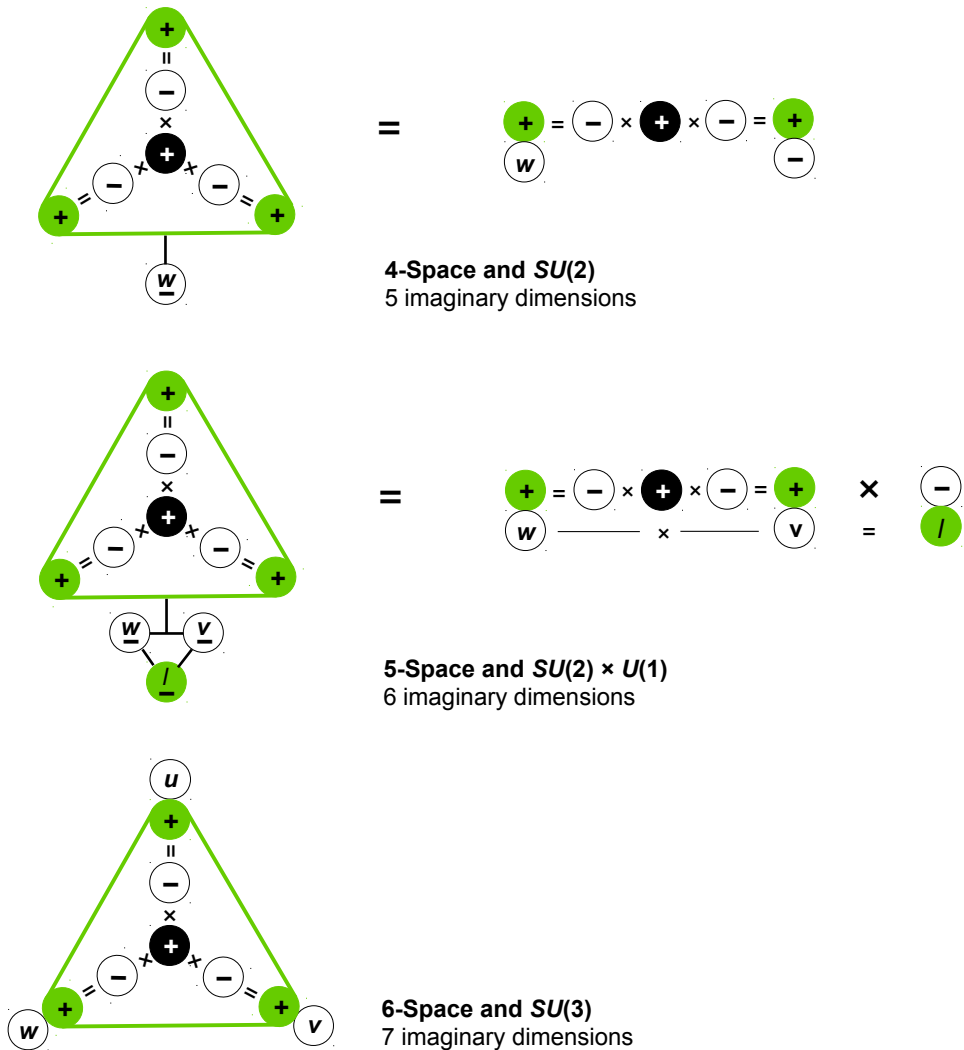 +
=
−
×
+
× ×
− −
= =
+ +
w
=
+ = − × + × − = +
w −
4-Space and SU(2)
5 imaginary dimensions
+
=
−
×
+
× ×
− −
= =
+ +
w v
l
=
+ = − × + × − = + × −
w × v = l
5-Space and SU(2) × U(1)
6 imaginary dimensions
u
+
=
−
×
+
× ×
− −
= =
+ +
w v
6-Space and SU(3)
7 imaginary dimensions